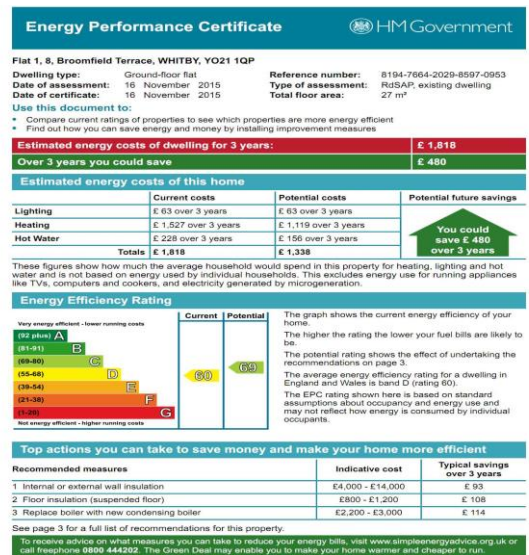 Energy Performance Certificate
HM Government
Flat 1, 8, Broomfield Terrace, WHITBY, YO21 1QP
Dwelling type: Ground-floor flat Reference number: 8194-7664-2029-8597-0953
Date of assessment: 16 November 2015 Type of assessment: RdSAP, existing dwelling
Date of certificate: 16 November 2015 Total floor area: 27 m²
Use this document to:
• Compare current ratings of properties to see which properties are more energy efficient
• Find out how you can save energy and money by installing improvement measures
Estimated energy costs of dwelling for 3 years: £ 1,818
Over 3 years you could save £ 480
Estimated energy costs of this home
Current costs Potential costs Potential future savings
Lighting £ 63 over 3 years £ 63 over 3 years
Heating £ 1,527 over 3 years £ 1,119 over 3 years
Hot Water £ 228 over 3 years £ 156 over 3 years
Totals £ 1,818 £ 1,338
You could
save £ 480
over 3 years
These figures show how much the average household would spend in this property for heating, lighting and hot
water and is not based on energy used by individual households. This excludes energy use for running appliances
like TVs, computers and cookers, and electricity generated by microgeneration.
Energy Efficiency Rating
Current Potential
Very energy efficient - lower running costs
(92 plus) A
(81-91) B
(69-80) C
(55-68) D
(39-54) E
(21-38) F
(1-20) G
Not energy efficient - higher running costs
60
69
The graph shows the current energy efficiency of your
home.
The higher the rating the lower your fuel bills are likely to
be.
The potential rating shows the effect of undertaking the
recommendations on page 3.
The average energy efficiency rating for a dwelling in
England and Wales is band D (rating 60).
The EPC rating shown here is based on standard
assumptions about occupancy and energy use and
may not reflect how energy is consumed by individual
occupants.
Top actions you can take to save money and make your home more efficient
Recommended measures Indicative cost Typical savings
over 3 years
1 Internal or external wall insulation £4,000 - £14,000 £ 93
2 Floor insulation (suspended floor) £800 - £1,200 £ 108
3 Replace boiler with new condensing boiler £2,200 - £3,000 £ 114
See page 3 for a full list of recommendations for this property.
To receive advice on what measures you can take to reduce your energy bills, visit www.simpleenergyadvice.org.uk or
call freephone 0800 444202. The Green Deal may enable you to make your home warmer and cheaper to run.